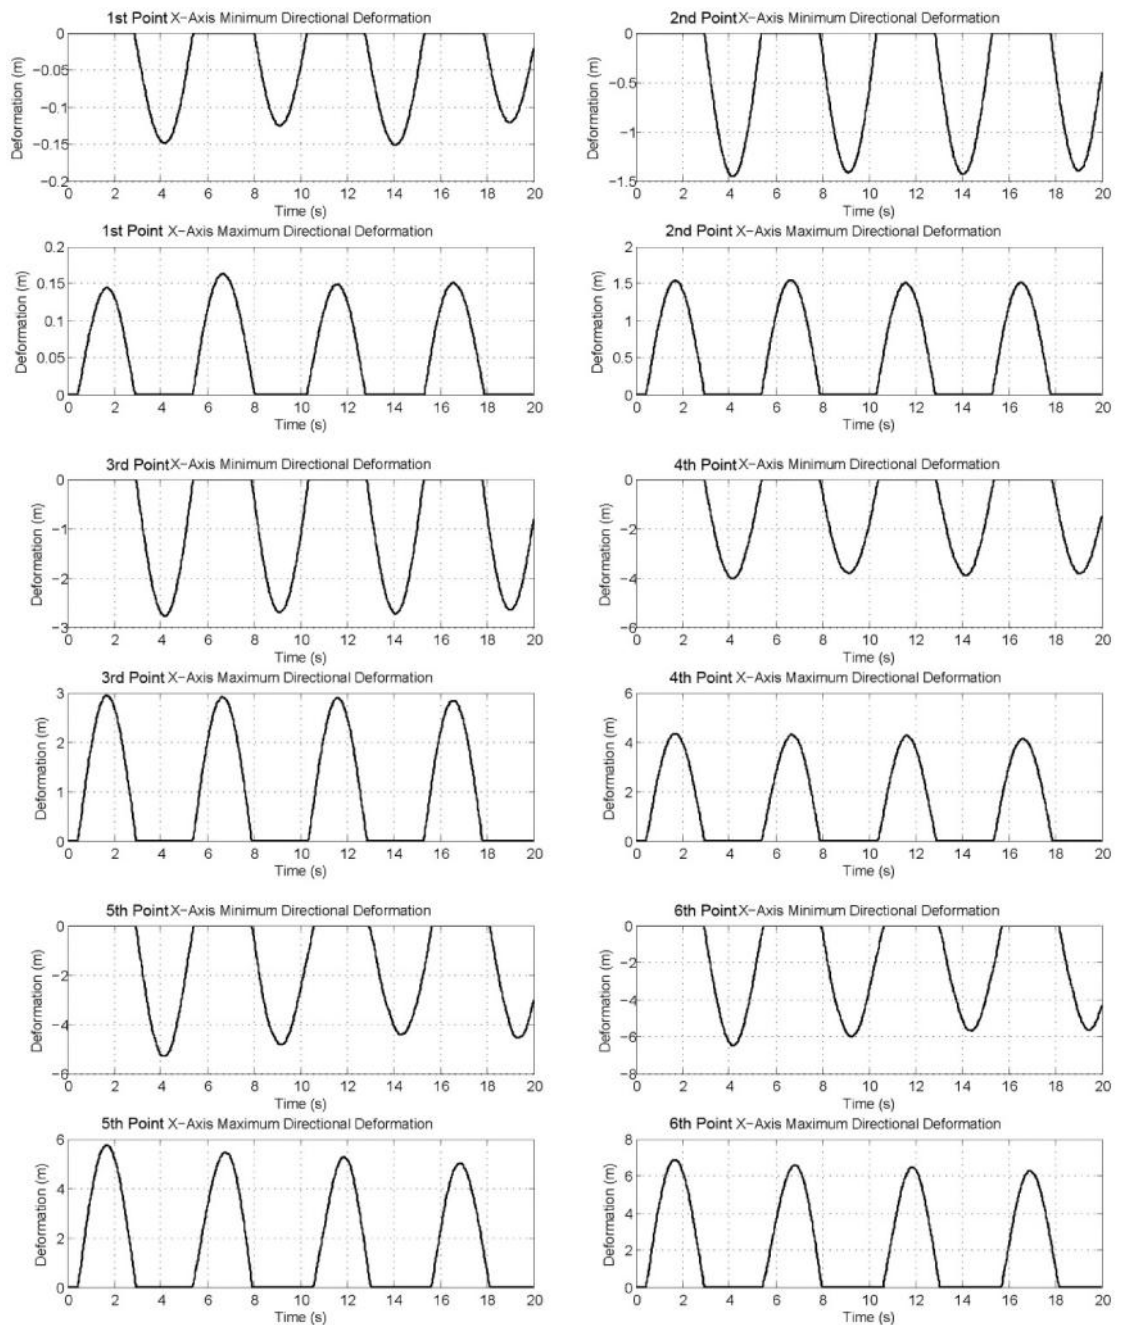 1st Point X-Axis Minimum Directional Deformation
Deformation (m)
0
−0.05
−0.1
−0.15
−0.2
0 2 4 6 8 10 12 14 16 18 20
Time (s)
2nd Point X-Axis Minimum Directional Deformation
Deformation (m)
0
−0.5
−1
−1.5
0 2 4 6 8 10 12 14 16 18 20
Time (s)
1st Point X-Axis Maximum Directional Deformation
Deformation (m)
0.2
0.15
0.1
0.05
0
0 2 4 6 8 10 12 14 16 18 20
Time (s)
2nd Point X-Axis Maximum Directional Deformation
Deformation (m)
2
1.5
1
0.5
0
0 2 4 6 8 10 12 14 16 18 20
Time (s)
3rd Point X-Axis Minimum Directional Deformation
Deformation (m)
0
−1
−2
−3
0 2 4 6 8 10 12 14 16 18 20
Time (s)
4th Point X-Axis Minimum Directional Deformation
Deformation (m)
0
−2
−4
−6
0 2 4 6 8 10 12 14 16 18 20
Time (s)
3rd Point X-Axis Maximum Directional Deformation
Deformation (m)
3
2
1
0
0 2 4 6 8 10 12 14 16 18 20
Time (s)
4th Point X-Axis Maximum Directional Deformation
Deformation (m)
6
4
2
0
0 2 4 6 8 10 12 14 16 18 20
Time (s)
5th Point X-Axis Minimum Directional Deformation
Deformation (m)
0
−2
−4
−6
0 2 4 6 8 10 12 14 16 18 20
Time (s)
6th Point X-Axis Minimum Directional Deformation
Deformation (m)
0
−2
−4
−6
−8
0 2 4 6 8 10 12 14 16 18 20
Time (s)
5th Point X-Axis Maximum Directional Deformation
Deformation (m)
6
4
2
0
0 2 4 6 8 10 12 14 16 18 20
Time (s)
6th Point X-Axis Maximum Directional Deformation
Deformation (m)
8
6
4
2
0
0 2 4 6 8 10 12 14 16 18 20
Time (s)